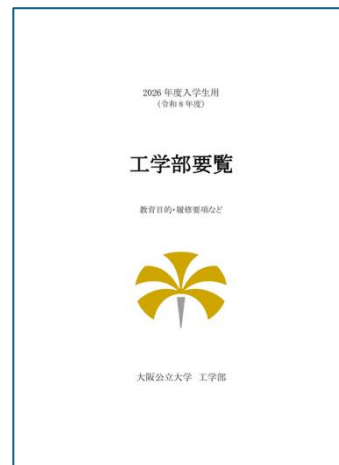 2026 年度入学生用
（令和 8 年度）
工学部要覧
教育目的・履修要項など
大阪公立大学 工学部